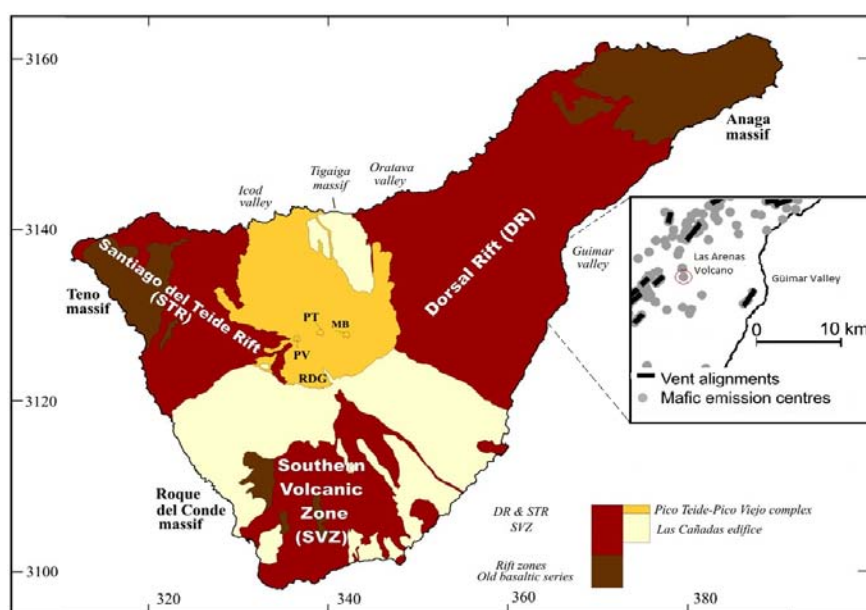 3160
Anaga
massif
Tigaiga
massif
Oratava
valley
Icod
valley
3140
Santiago del Teide Rift
(STR)
Dorsal Rift (DR)
Guimar
valley
Teno
massif
PT
MB
PV
RDG
Las Arenas
Volcano
Güimar Valley
0 10 km
Vent alignments
Mafic emission centres
3120
Southern
Volcanic
Zone
(SVZ)
Roque
del Conde
massif
DR & STR
SVZ
Pico Teide-Pico Viejo complex
Las Cañadas edifice
Rift zones
Old basaltic series
3100
320
340
360
380